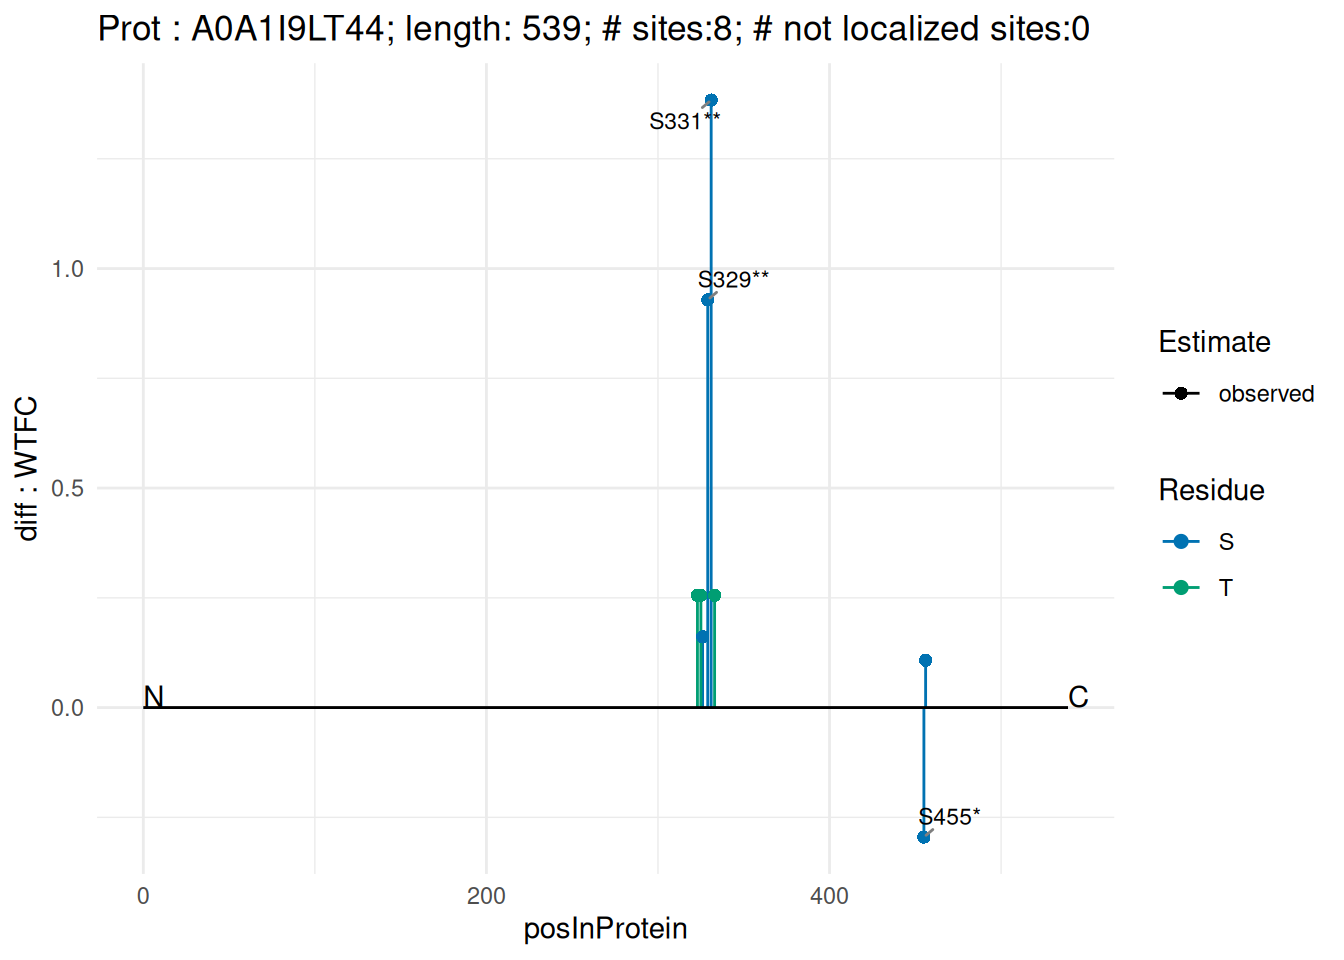 Prot : A0A1I9LT44; length: 539; # sites:8; # not localized sites:0
S331**
S329**
1.0
0.5
0.0
diff : WTFC
N
C
S455*
0
200
400
posInProtein
Estimate
observed
Residue
S
T